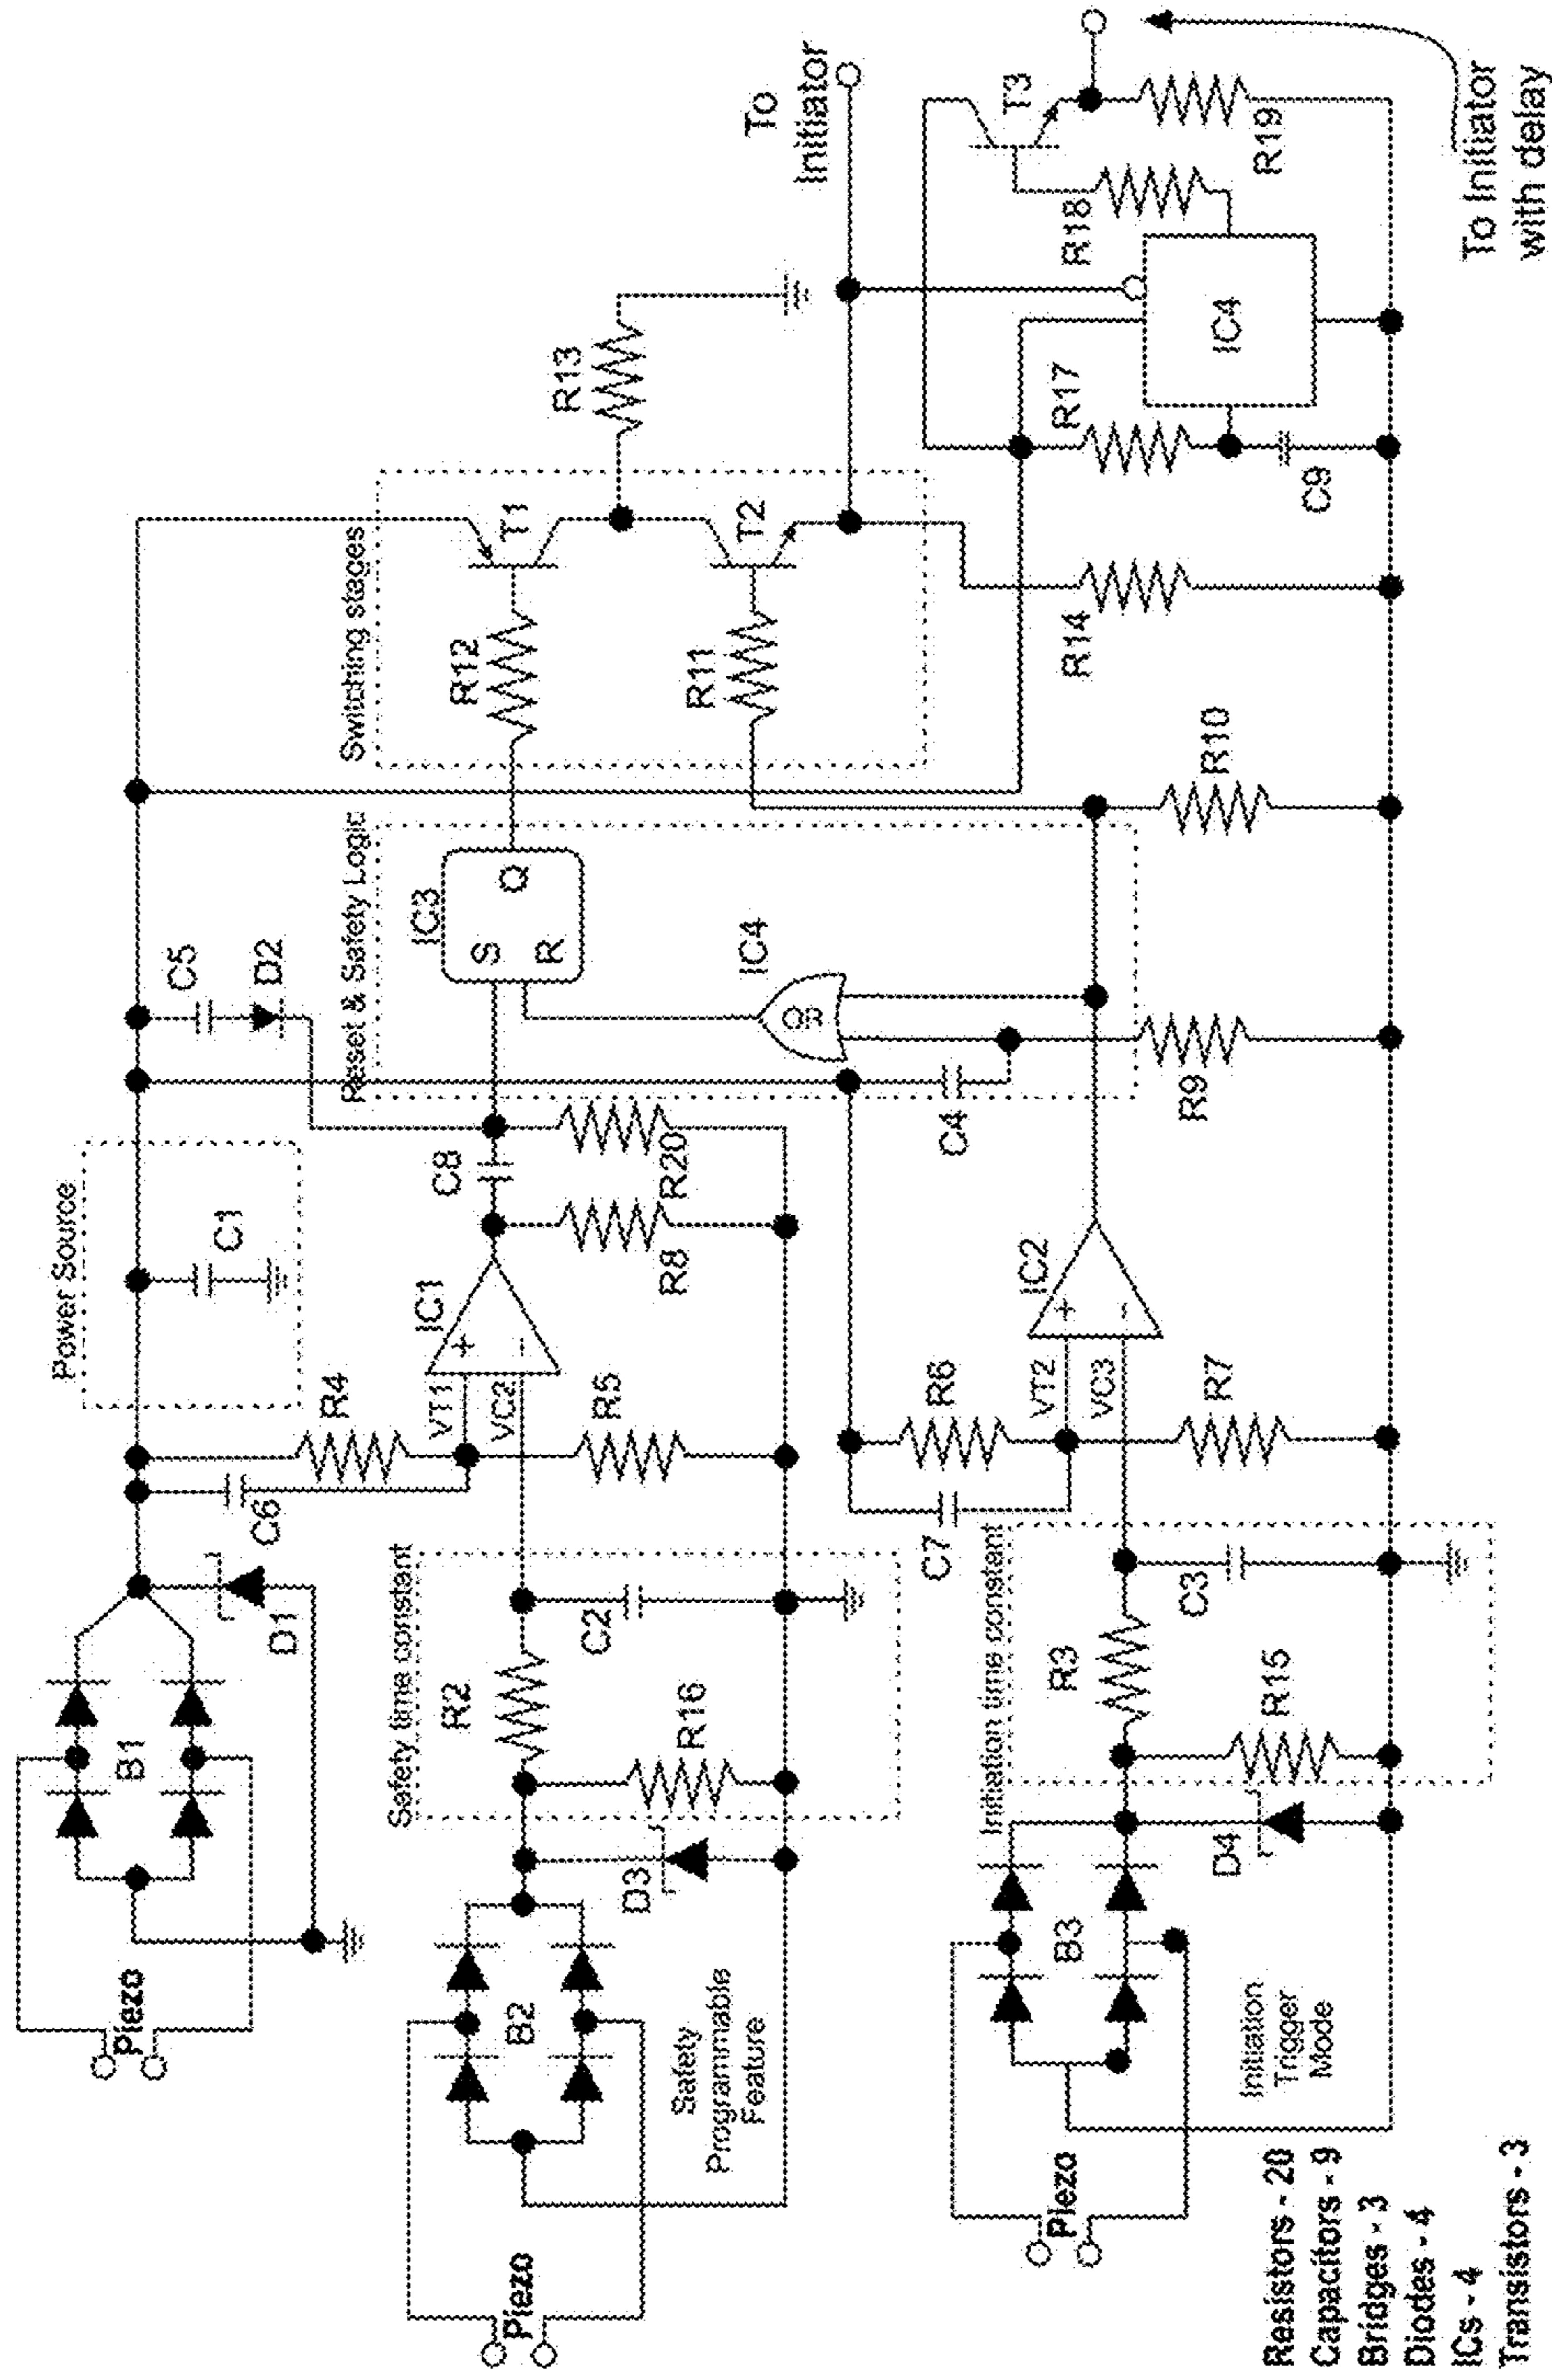 Piezo
B1
D1
C6
Power Source
C1
C5
D2
R4
VT1
VC2
IC1
+
−
R5
C8
R8
R20
Piezo
B2
Safety
Programmable
Feature
D3
Safety time constant
R2
R16
C2
Reset & Safety Logic
IC3
S
R
Q
IC4
OR
Switching stages
R12
T1
R11
T2
R13
To
Initiator
Piezo
B3
Initiation
Trigger
Mode
D4
Initiation time constant
R3
R15
C3
C7
R6
VT2
VC3
IC2
+
−
R7
C4
R9
R10
R14
R17
C9
IC4
R18
T3
R19
To Initiator
with delay
Resistors - 20
Capacitors - 9
Bridges - 3
Diodes - 4
ICs - 4
Transistors - 3